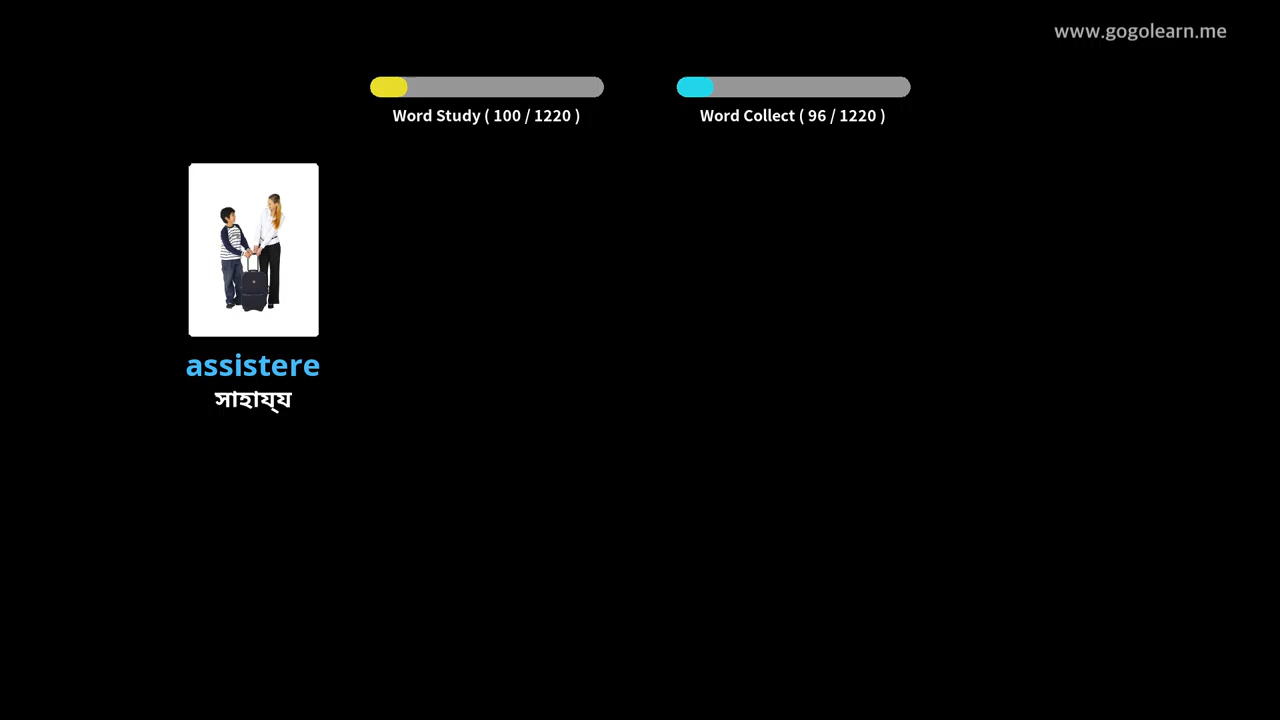 www.gogolearn.me
Word Study ( 100 / 1220 )
Word Collect ( 96 / 1220 )
assistere
সাহায্য